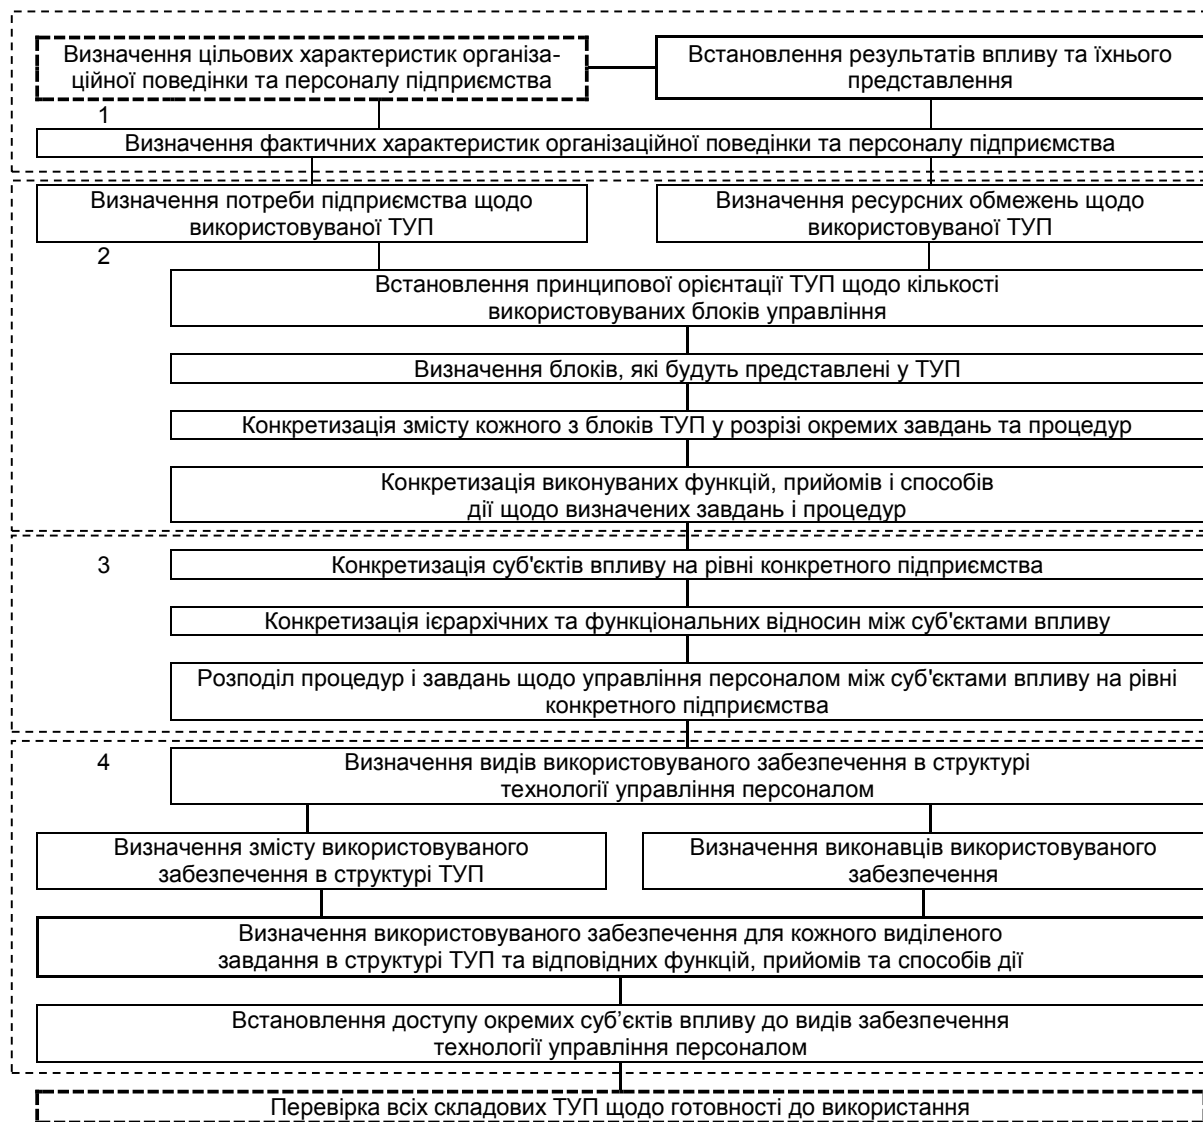 Визначення цільових характеристик організа-
ційної поведінки та персоналу підприємства
Встановлення результатів впливу та їхнього
представлення
1
Визначення фактичних характеристик організаційної поведінки та персоналу підприємства
Визначення потреби підприємства щодо
використовуваної ТУП
Визначення ресурсних обмежень щодо
використовуваної ТУП
2
Встановлення принципової орієнтації ТУП щодо кількості
використовуваних блоків управління
Визначення блоків, які будуть представлені у ТУП
Конкретизація змісту кожного з блоків ТУП у розрізі окремих завдань та процедур
Конкретизація виконуваних функцій, прийомів і способів
дії щодо визначених завдань і процедур
3
Конкретизація суб'єктів впливу на рівні конкретного підприємства
Конкретизація ієрархічних та функціональних відносин між суб'єктами впливу
Розподіл процедур і завдань щодо управління персоналом між суб'єктами впливу на рівні
конкретного підприємства
4
Визначення видів використовуваного забезпечення в структурі
технології управління персоналом
Визначення змісту використовуваного
забезпечення в структурі ТУП
Визначення виконавців використовуваного
забезпечення
Визначення використовуваного забезпечення для кожного виділеного
завдання в структурі ТУП та відповідних функцій, прийомів та способів дії
Встановлення доступу окремих суб’єктів впливу до видів забезпечення
технології управління персоналом
Перевірка всіх складових ТУП щодо готовності до використання